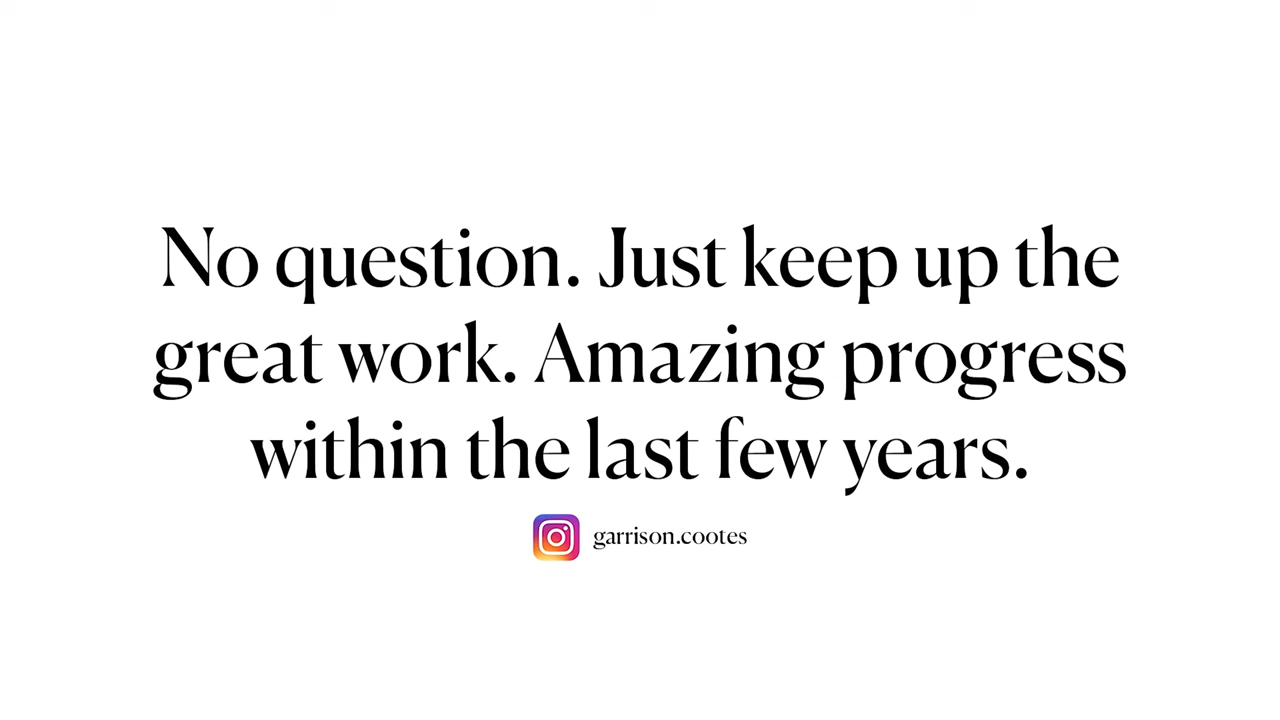 No question. Just keep up the
great work. Amazing progress
within the last few years.
garrison.cootes